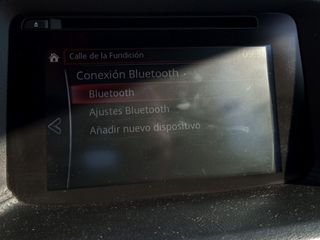 Calle de la Fundición
Conexión Bluetooth
Bluetooth
Ajustes Bluetooth
Añadir nuevo dispositivo